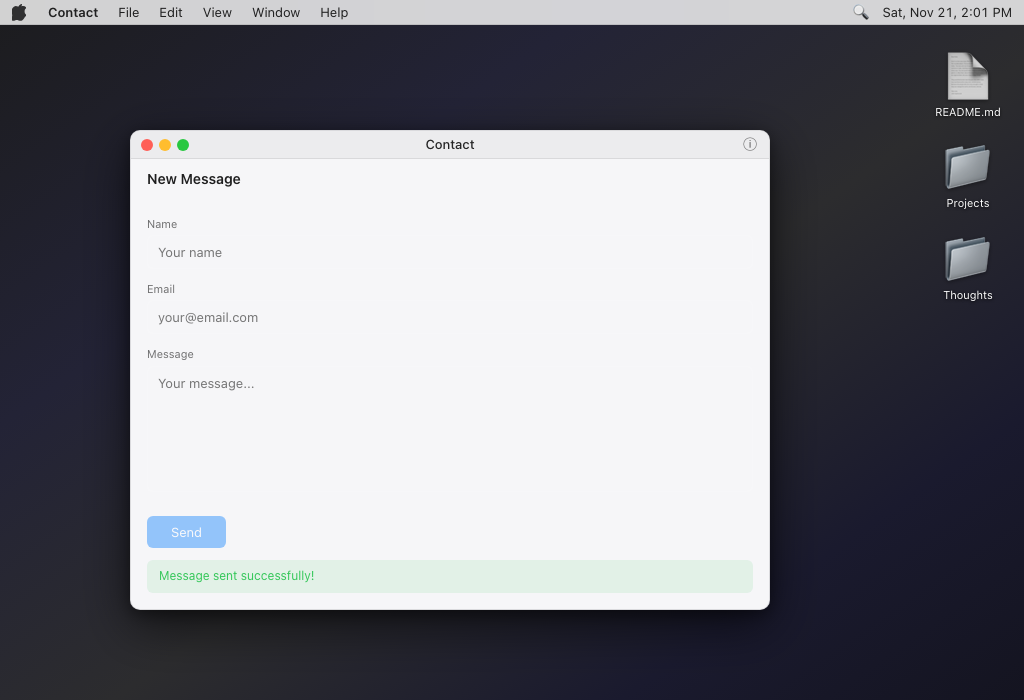 Contact File Edit View Window Help Sat, Nov 21, 2:01 PM
README.md
Projects
Thoughts
Contact
New Message
Name
Your name
Email
your@email.com
Message
Your message...
Send
Message sent successfully!